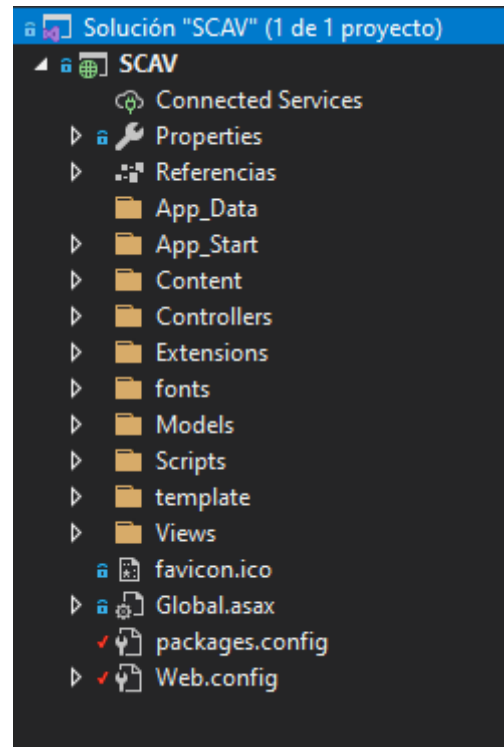 Solución "SCAV" (1 de 1 proyecto)
SCAV
Connected Services
Properties
Referencias
App_Data
App_Start
Content
Controllers
Extensions
fonts
Models
Scripts
template
Views
favicon.ico
Global.asax
packages.config
Web.config